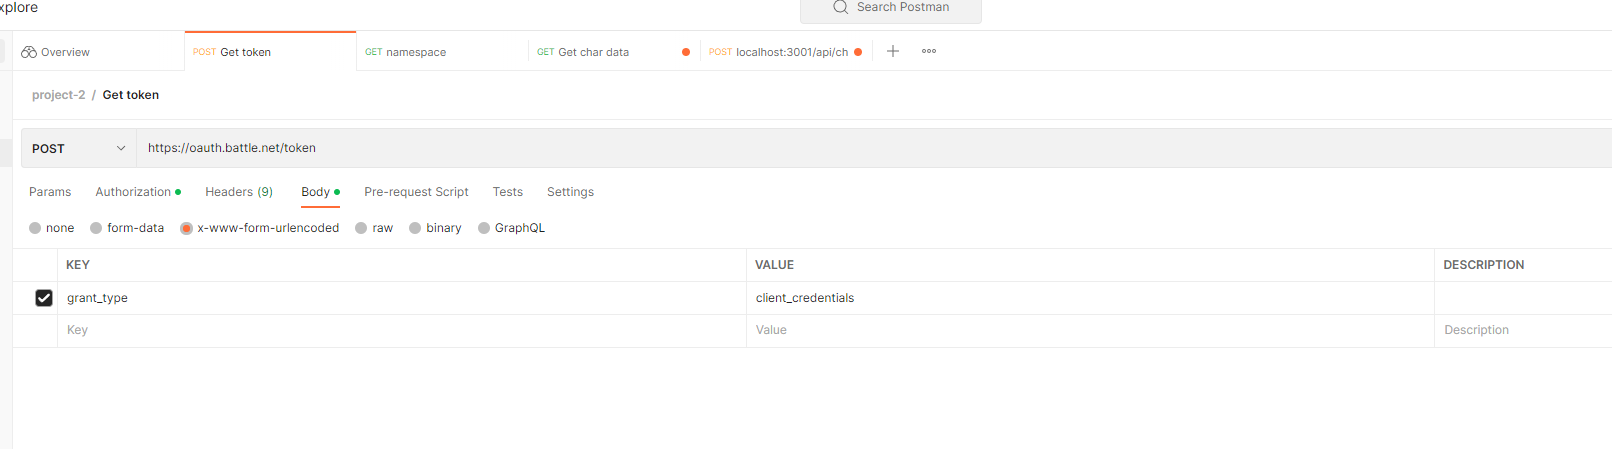 xplore
Search Postman
Overview
POST Get token
GET namespace
GET Get char data
POST localhost:3001/api/ch
project-2 / Get token
POST
https://oauth.battle.net/token
Params Authorization Headers (9) Body Pre-request Script Tests Settings
none form-data x-www-form-urlencoded raw binary GraphQL
KEY VALUE DESCRIPTION
grant_type client_credentials
Key Value Description